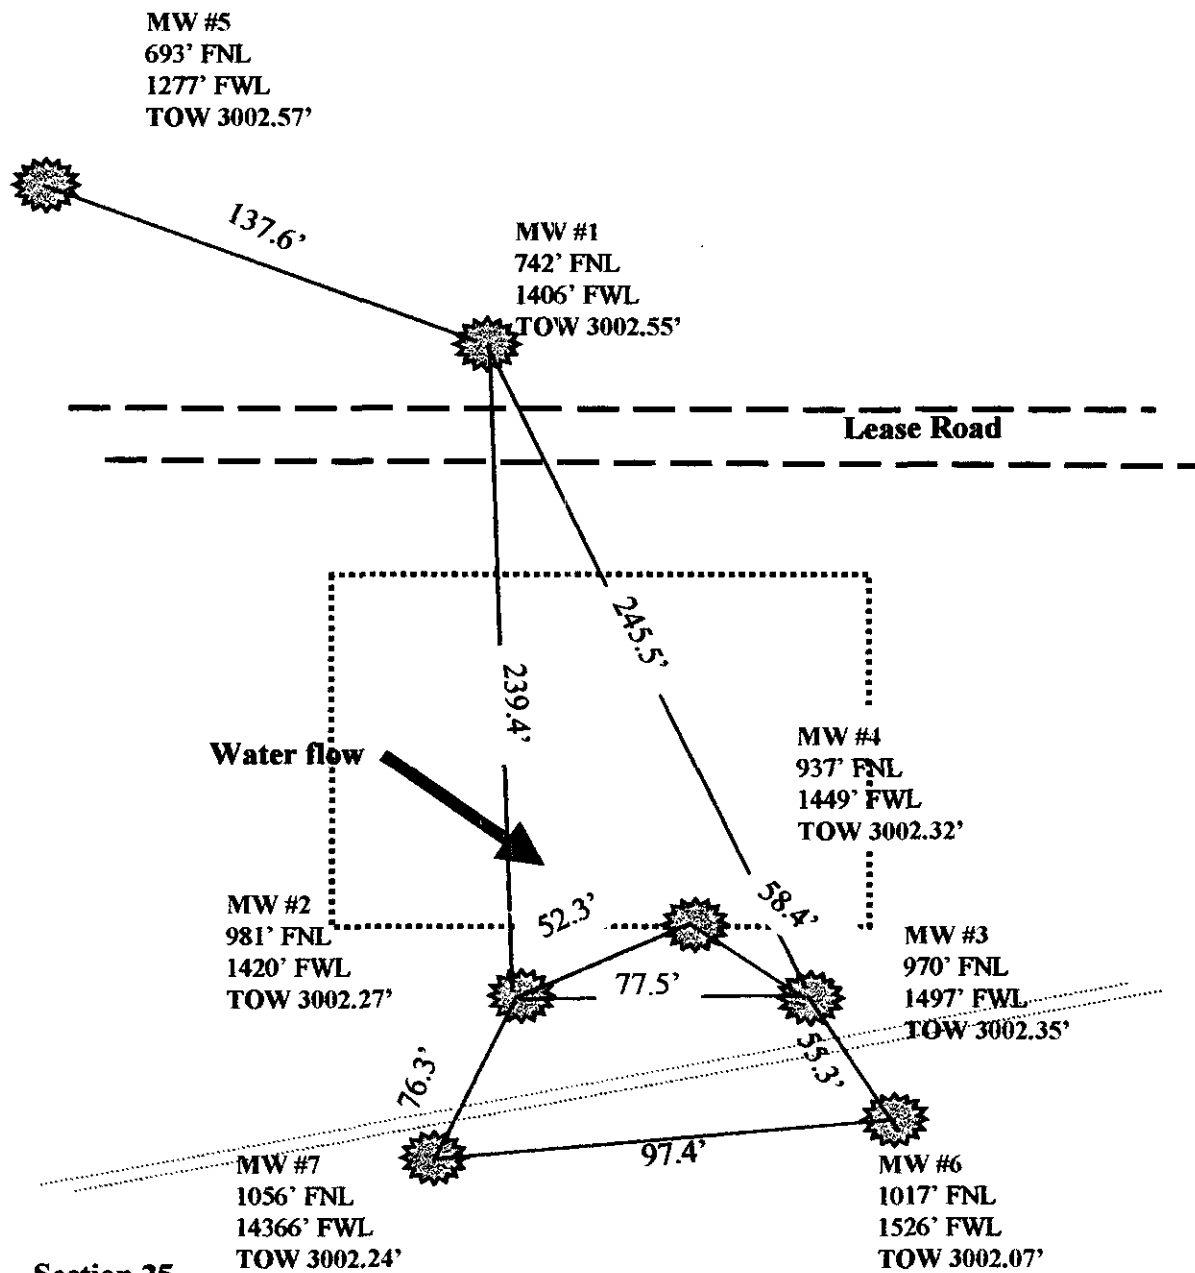 MW #5
693’ FNL
1277’ FWL
TOW 3002.57’
137.6’
MW #1
742’ FNL
1406’ FWL
TOW 3002.55’
Lease Road
245.5’
239.4’
Water flow
MW #4
937’ FNL
1449’ FWL
TOW 3002.32’
58.4’
52.3’
MW #2
981’ FNL
1420’ FWL
TOW 3002.27’
MW #3
970’ FNL
1497’ FWL
TOW 3002.35’
77.5’
55.3’
76.3’
97.4’
MW #7
1056’ FNL
14366’ FWL
TOW 3002.24’
MW #6
1017’ FNL
1526’ FWL
TOW 3002.07’
Section 25